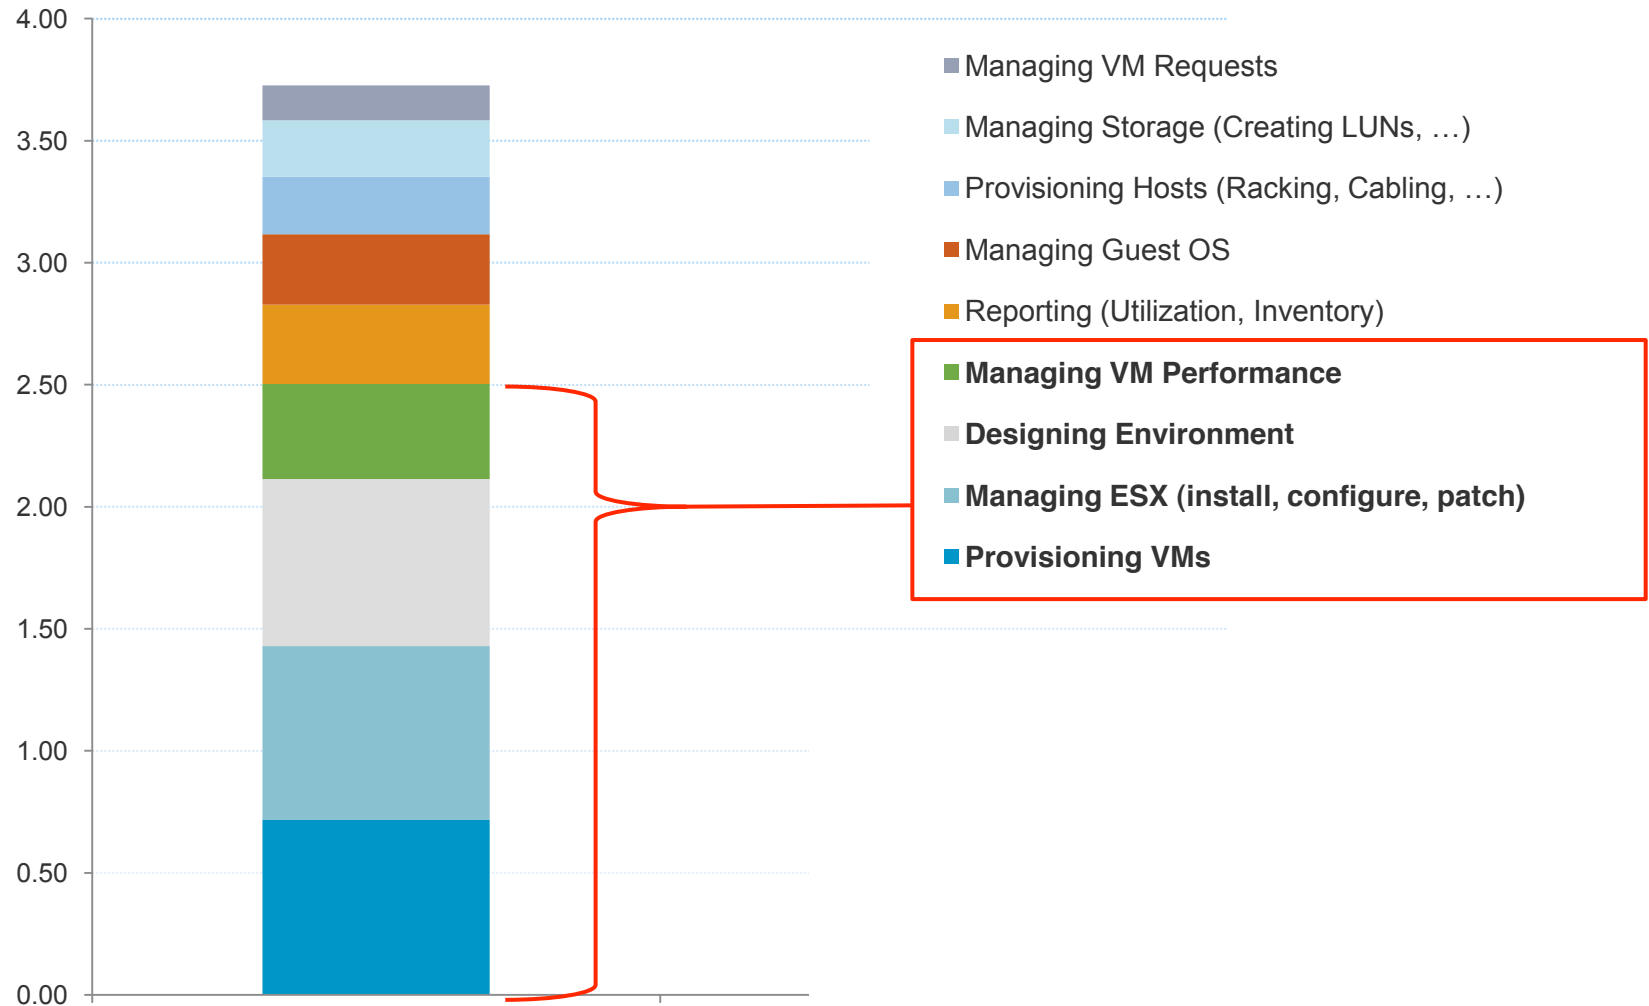 4.00
3.50
3.00
2.50
2.00
1.50
1.00
0.50
0.00
Managing VM Requests
Managing Storage (Creating LUNs, …)
Provisioning Hosts (Racking, Cabling, …)
Managing Guest OS
Reporting (Utilization, Inventory)
Managing VM Performance
Designing Environment
Managing ESX (install, configure, patch)
Provisioning VMs